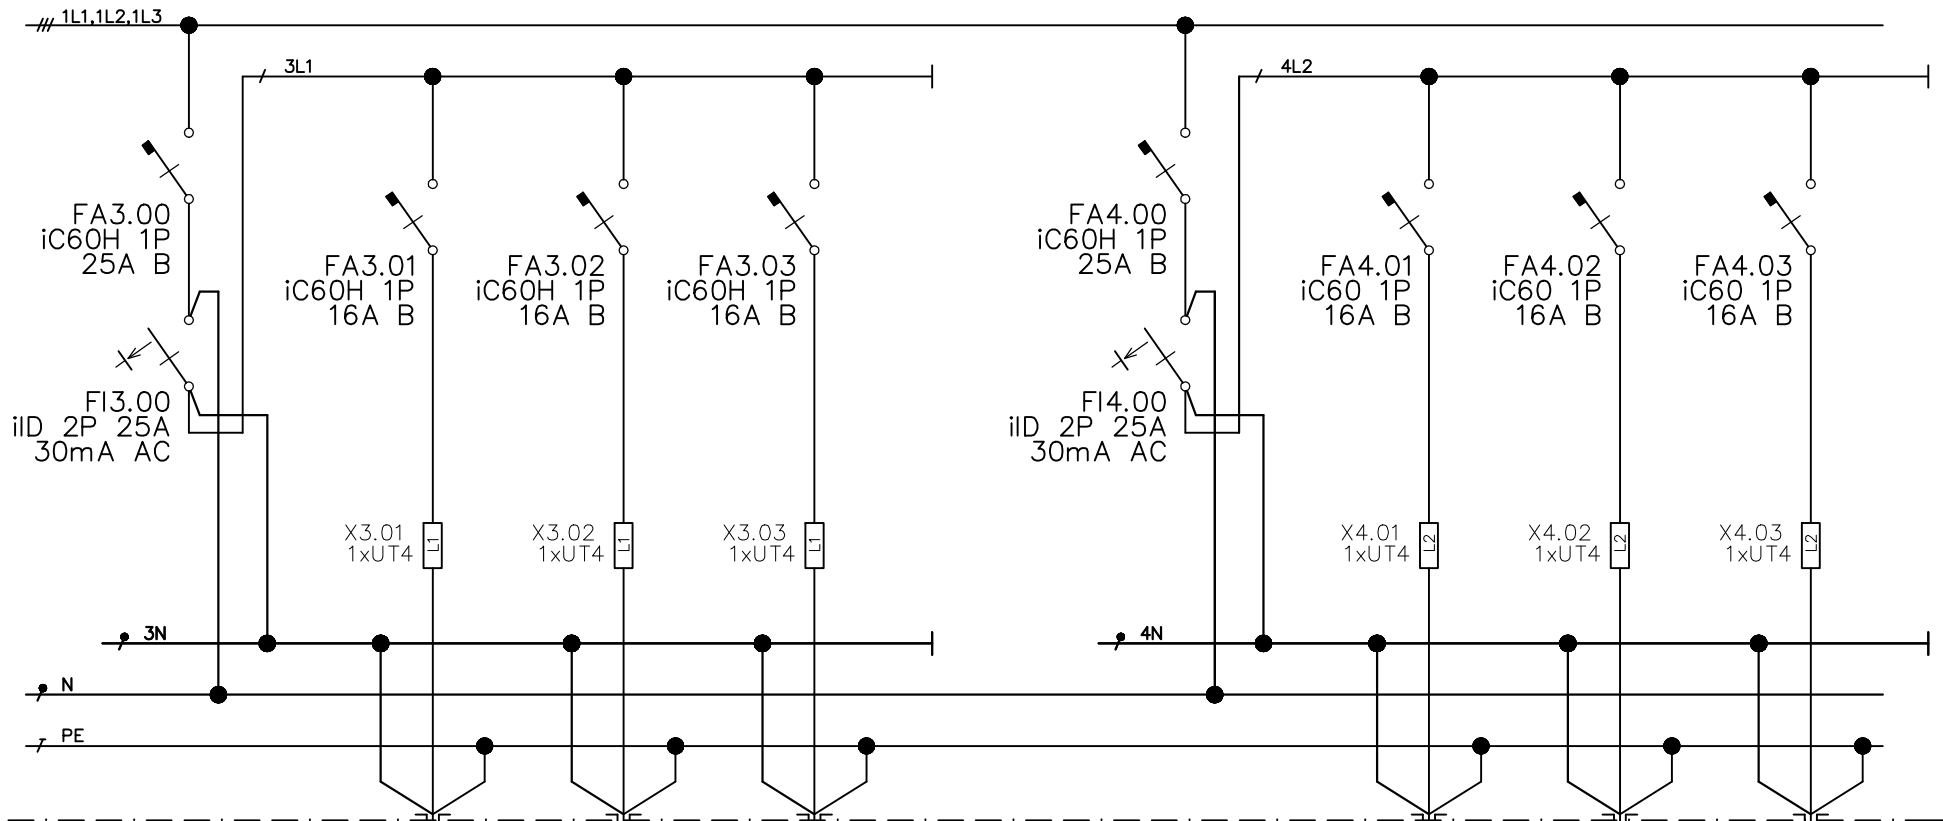 1L1,1L2,1L3
3L1
4L2
FA3.00
iC60H 1P
25A B
FA3.01
iC60H 1P
16A B
FA3.02
iC60H 1P
16A B
FA3.03
iC60H 1P
16A B
FA4.00
iC60H 1P
25A B
FA4.01
iC60 1P
16A B
FA4.02
iC60 1P
16A B
FA4.03
iC60 1P
16A B
FI3.00
iID 2P 25A
30mA AC
FI4.00
iID 2P 25A
30mA AC
X3.01
1xUT4
L1
X3.02
1xUT4
L1
X3.03
1xUT4
L1
X4.01
1xUT4
L2
X4.02
1xUT4
L2
X4.03
1xUT4
L2
3N
4N
N
PE